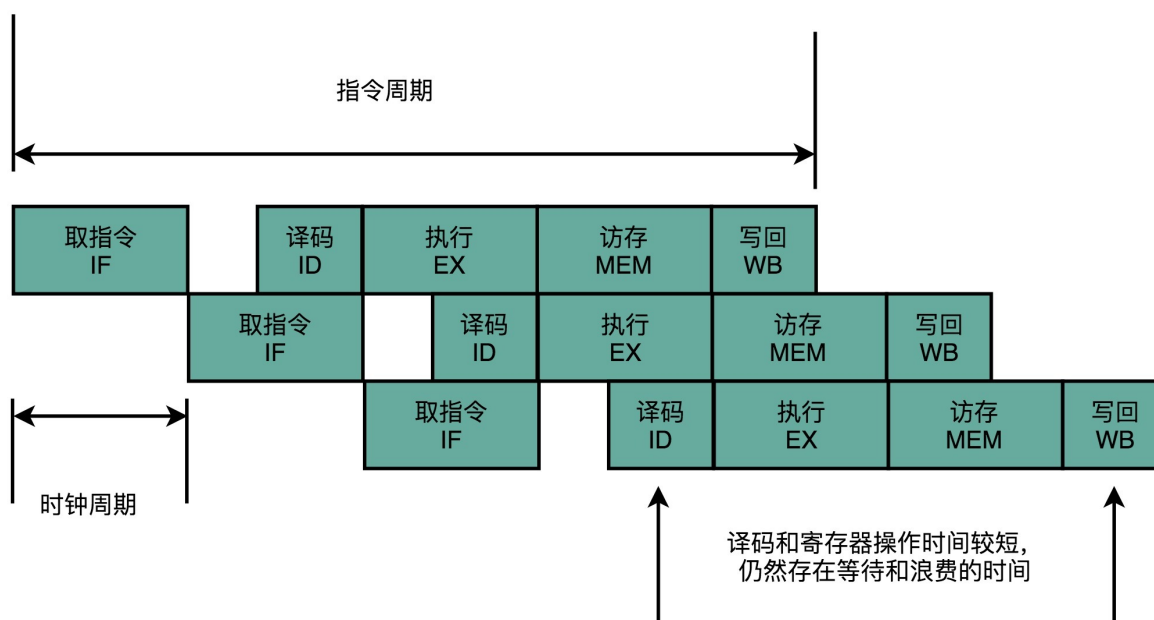 指令周期
取指令
IF
译码
ID
执行
EX
访存
MEM
写回
WB
取指令
IF
译码
ID
执行
EX
访存
MEM
写回
WB
取指令
IF
译码
ID
执行
EX
访存
MEM
写回
WB
时钟周期
译码和寄存器操作时间较短,
仍然存在等待和浪费的时间